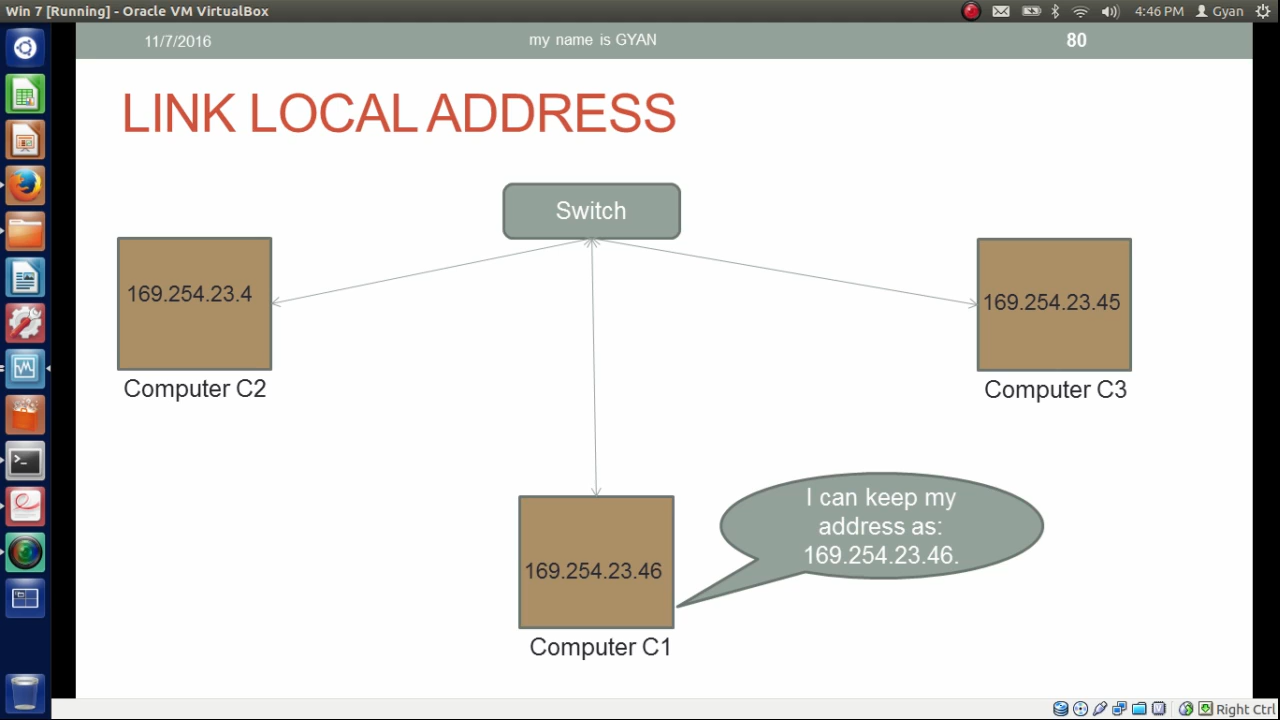 Win 7 [Running] - Oracle VM VirtualBox
4:46 PM
Gyan
11/7/2016
my name is GYAN
80
LINK LOCAL ADDRESS
Switch
169.254.23.4
Computer C2
169.254.23.45
Computer C3
I can keep my
address as:
169.254.23.46.
169.254.23.46
Computer C1
Right Ctrl